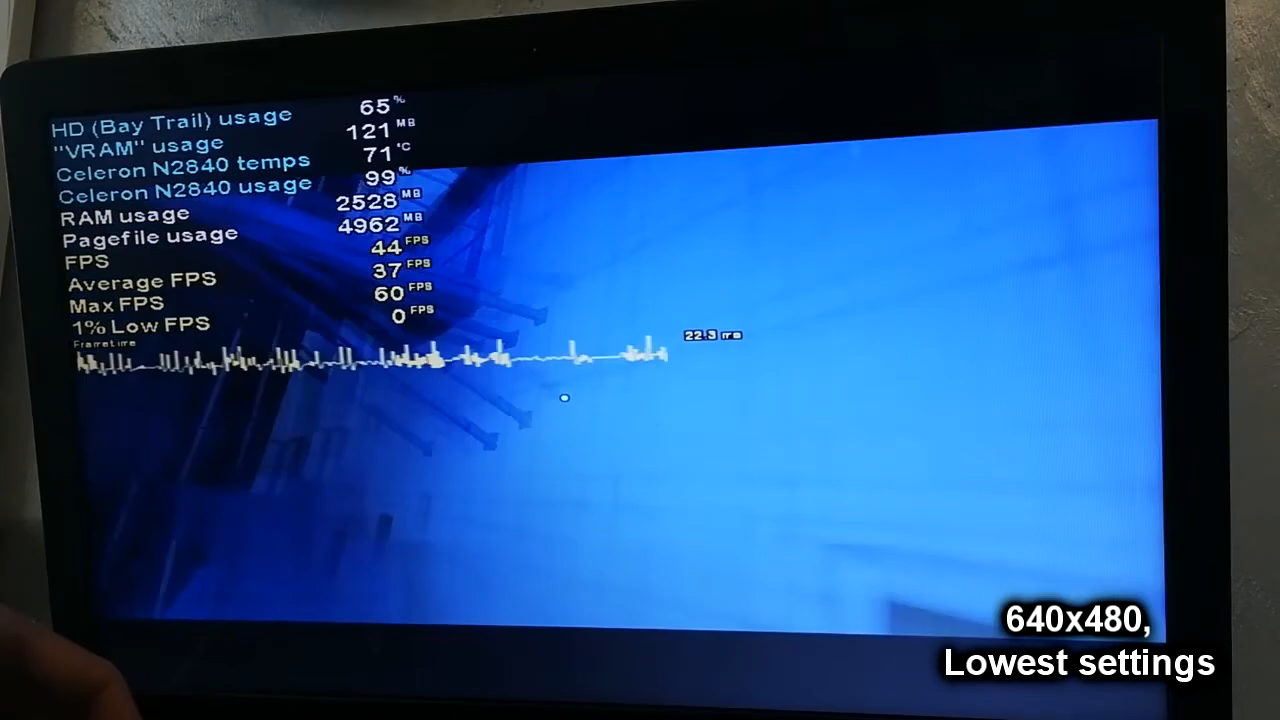 HD (Bay Trail) usage 65 %
"VRAM" usage 121 MB
Celeron N2840 temps 71 °C
Celeron N2840 usage 99 %
RAM usage 2528 MB
Pagefile usage 4962 MB
FPS 44 FPS
Average FPS 37 FPS
Max FPS 60 FPS
1% Low FPS 0 FPS
Frametime
22.3 ms
640x480,
Lowest settings